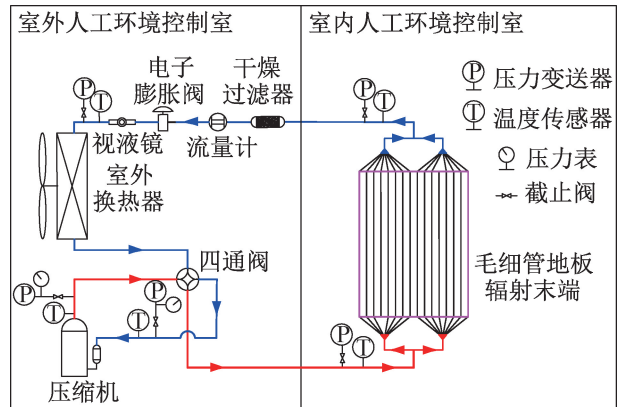 室外人工环境控制室
室内人工环境控制室
P
T
电子
膨胀阀
干燥
过滤器
P
T
P
压力变送器
T
温度传感器
视液镜
流量计
室外
换热器
压力表
截止阀
四通阀
毛细管地板
辐射末端
P
P
T
T
P
T
压缩机